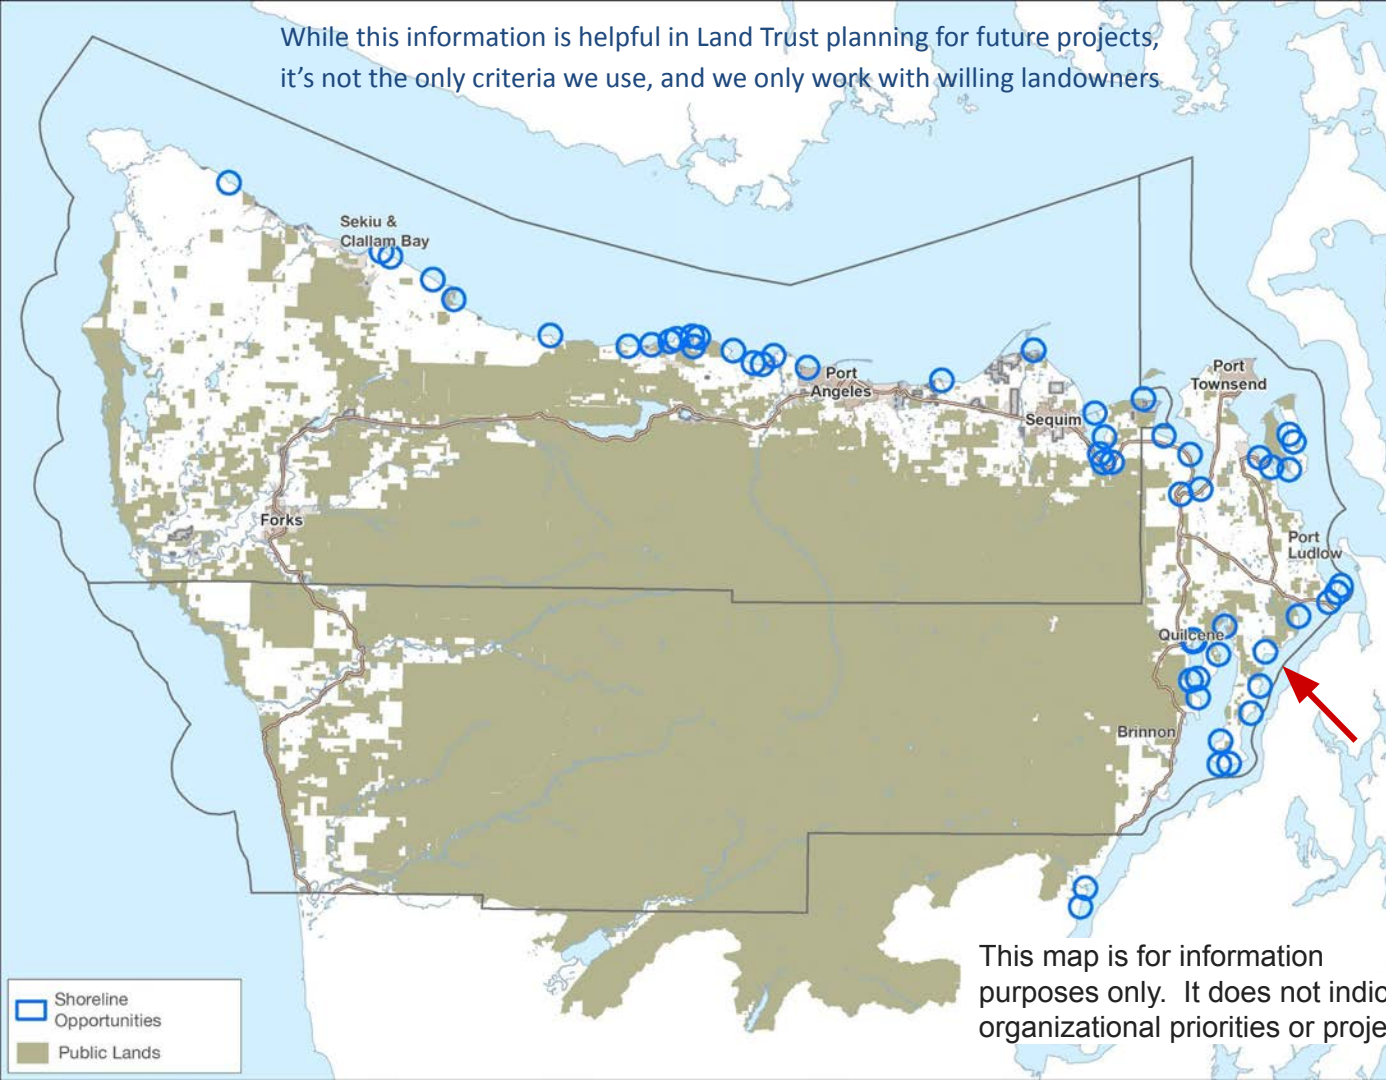 While this information is helpful in Land Trust planning for future projects,
it's not the only criteria we use, and we only work with willing landowners
Sekiu &
Clallam Bay
Port
Angeles
Sequim
Port
Townsend
Forks
Port
Ludlow
Quilcene
Brinnon
This map is for information
purposes only. It does not indic
organizational priorities or proje
Shoreline
Opportunities
Public Lands